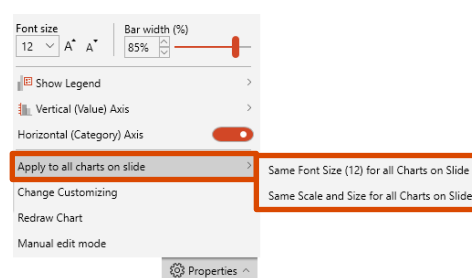 Font size Bar width (%)
12 A A 85%
Show Legend
Vertical (Value) Axis
Horizontal (Category) Axis
Apply to all charts on slide
Same Font Size (12) for all Charts on Slide
Change Customizing
Same Scale and Size for all Charts on Slide
Redraw Chart
Manual edit mode
Properties